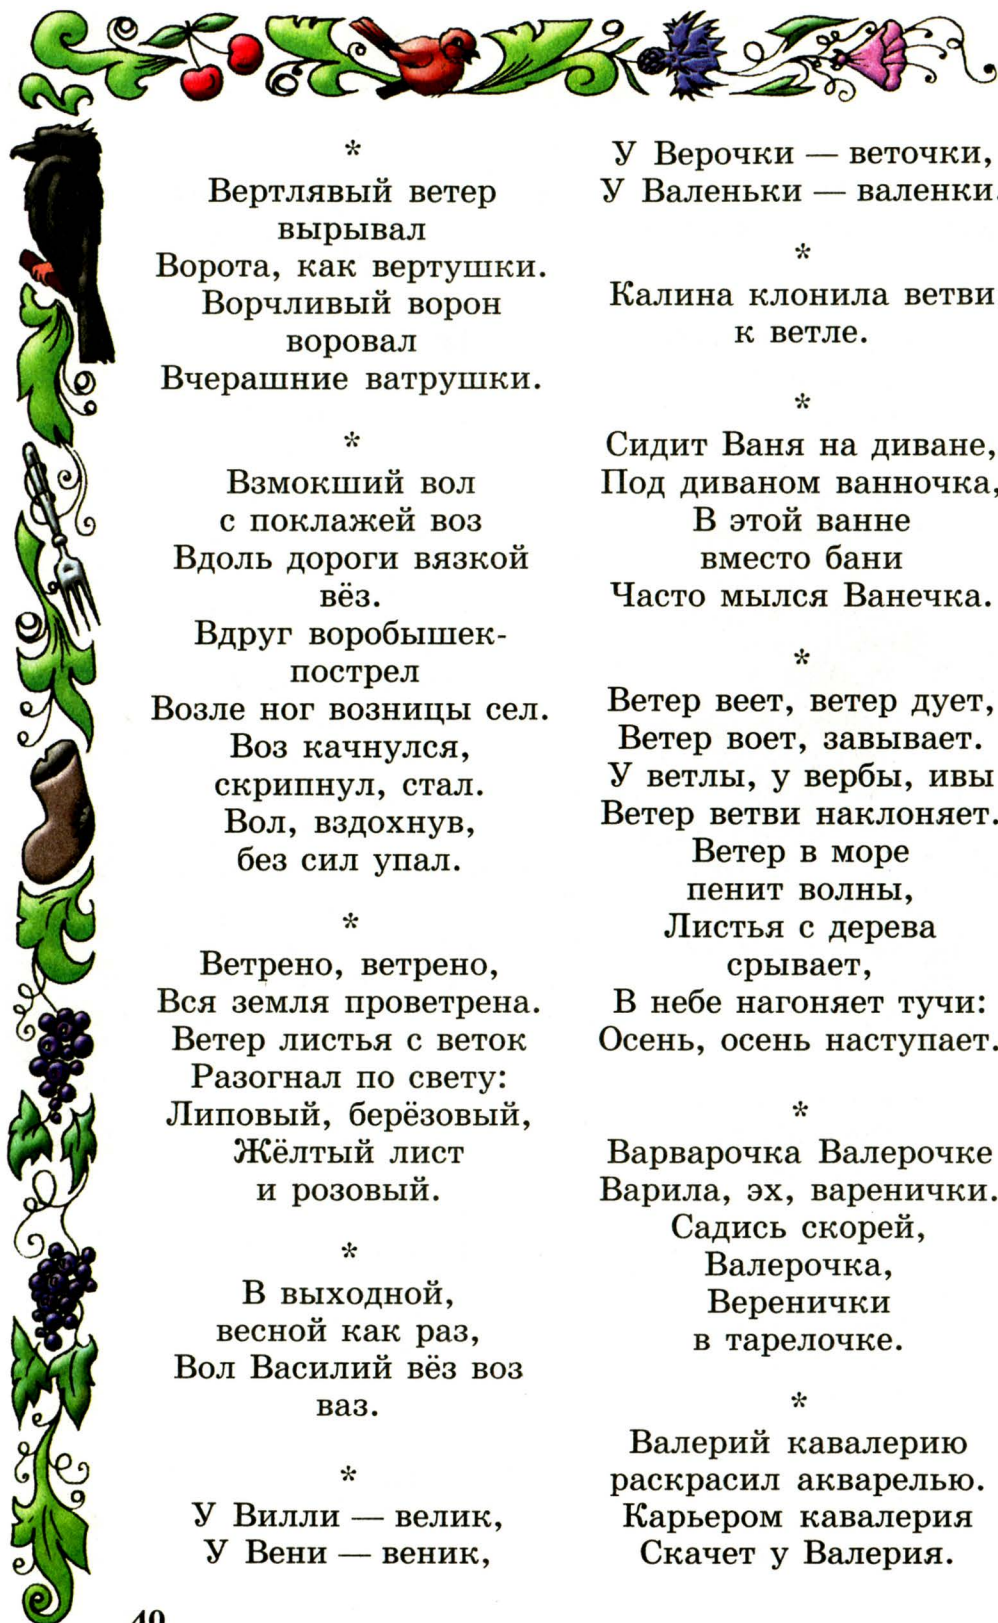 *
Вертлявый ветер
вырывал
Ворота, как вертушки.
Ворчливый ворон
воровал
Вчерашние ватрушки.
*
Взмокший вол
с поклажей воз
Вдоль дороги вязкой
вёз.
Вдруг воробышек-
пострел
Возле ног возницы сел.
Воз качнулся,
скрипнул, стал.
Вол, вздохнув,
без сил упал.
*
Ветрено, ветрено,
Вся земля проветрена.
Ветер листья с веток
Разогнал по свету:
Липовый, берёзовый,
Жёлтый лист
и розовый.
*
В выходной,
весной как раз,
Вол Василий вёз воз
ваз.
*
У Вилли — велик,
У Вени — веник,
У Верочки — веточки,
У Валеньки — валенки.
*
Калина клонила ветви
к ветле.
*
Сидит Ваня на диване,
Под диваном ванночка,
В этой ванне
вместо бани
Часто мылся Ванечка.
*
Ветер веет, ветер дует,
Ветер воет, завывает.
У ветлы, у вербы, ивы
Ветер ветви наклоняет.
Ветер в море
пенит волны,
Листья с дерева
срывает,
В небе нагоняет тучи:
Осень, осень наступает.
*
Варварочка Валерочке
Варила, эх, варенички.
Садись скорей,
Валерочка,
Веренички
в тарелочке.
*
Валерий кавалерию
раскрасил акварелью.
Карьером кавалерия
Скачет у Валерия.
40